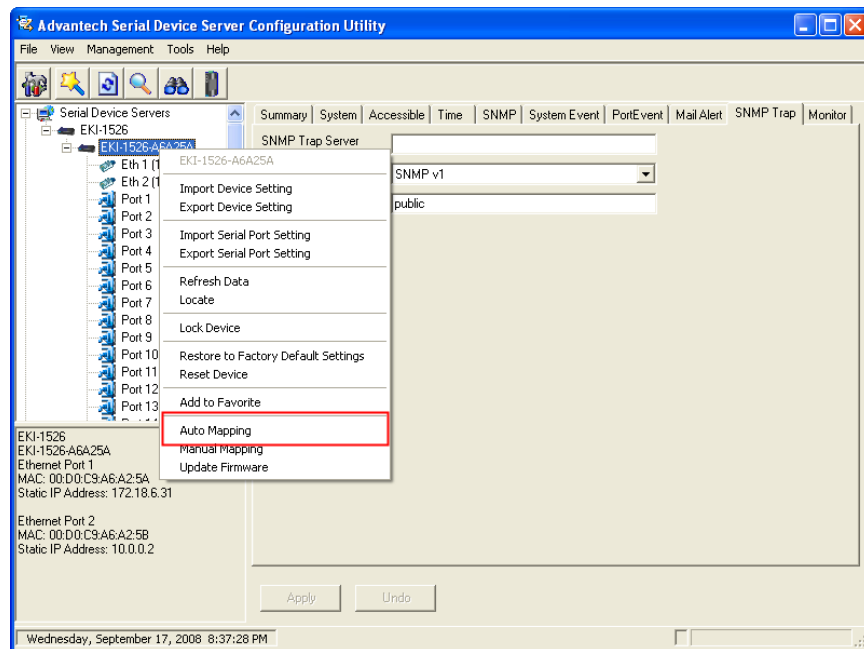 Advantech Serial Device Server Configuration Utility
File View Management Tools Help
Serial Device Servers
EKI-1526
EKI-1526-A6A25A
Eth 1 (1
Eth 2 (1
Port 1
Port 2
Port 3
Port 4
Port 5
Port 6
Port 7
Port 8
Port 9
Port 10
Port 11
Port 12
Port 13
EKI-1526-A6A25A
Import Device Setting
Export Device Setting
Import Serial Port Setting
Export Serial Port Setting
Refresh Data
Locate
Lock Device
Restore to Factory Default Settings
Reset Device
Add to Favorite
Auto Mapping
Manual Mapping
Update Firmware
Summary System Accessible Time SNMP System Event PortEvent Mail Alert SNMP Trap Monitor
SNMP Trap Server
SNMP v1
public
EKI-1526
EKI-1526-A6A25A
Ethernet Port 1
MAC: 00:D0:C9:A6:A2:5A
Static IP Address: 172.18.6.31
Ethernet Port 2
MAC: 00:D0:C9:A6:A2:5B
Static IP Address: 10.0.0.2
Apply Undo
Wednesday, September 17, 2008 8:37:28 PM